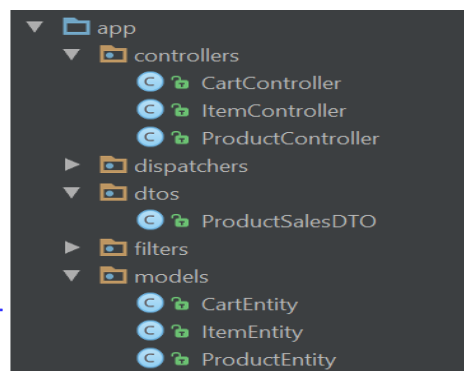 app
controllers
CartController
ItemController
ProductController
dispatchers
dtos
ProductSalesDTO
filters
models
CartEntity
ItemEntity
ProductEntity